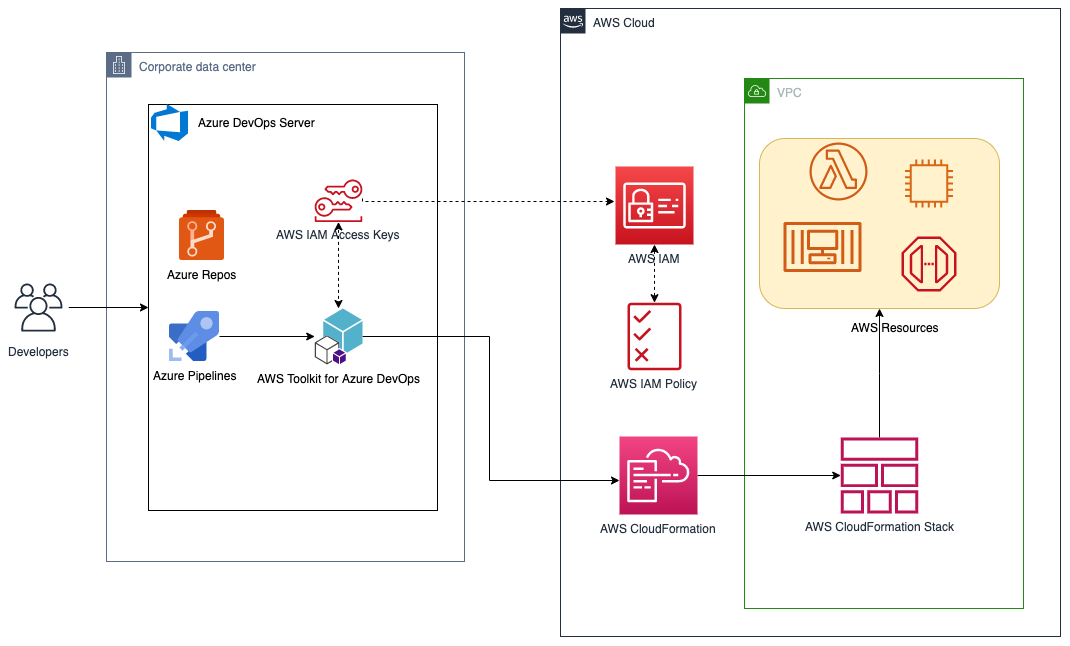 aws
AWS Cloud
Corporate data center
VPC
Azure DevOps Server
AWS IAM Access Keys
Azure Repos
AWS IAM
Developers
Azure Pipelines
AWS Toolkit for Azure DevOps
AWS IAM Policy
AWS Resources
AWS CloudFormation
AWS CloudFormation Stack